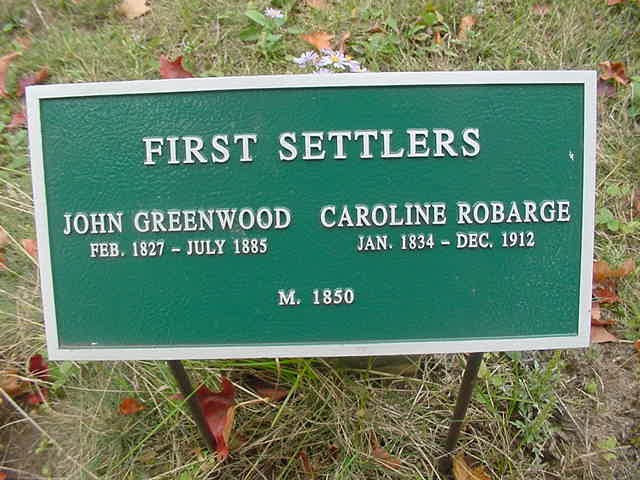 FIRST SETTLERS
JOHN GREENWOOD CAROLINE ROBARGE
FEB. 1827 – JULY 1885 JAN. 1834 – DEC. 1912
M. 1850